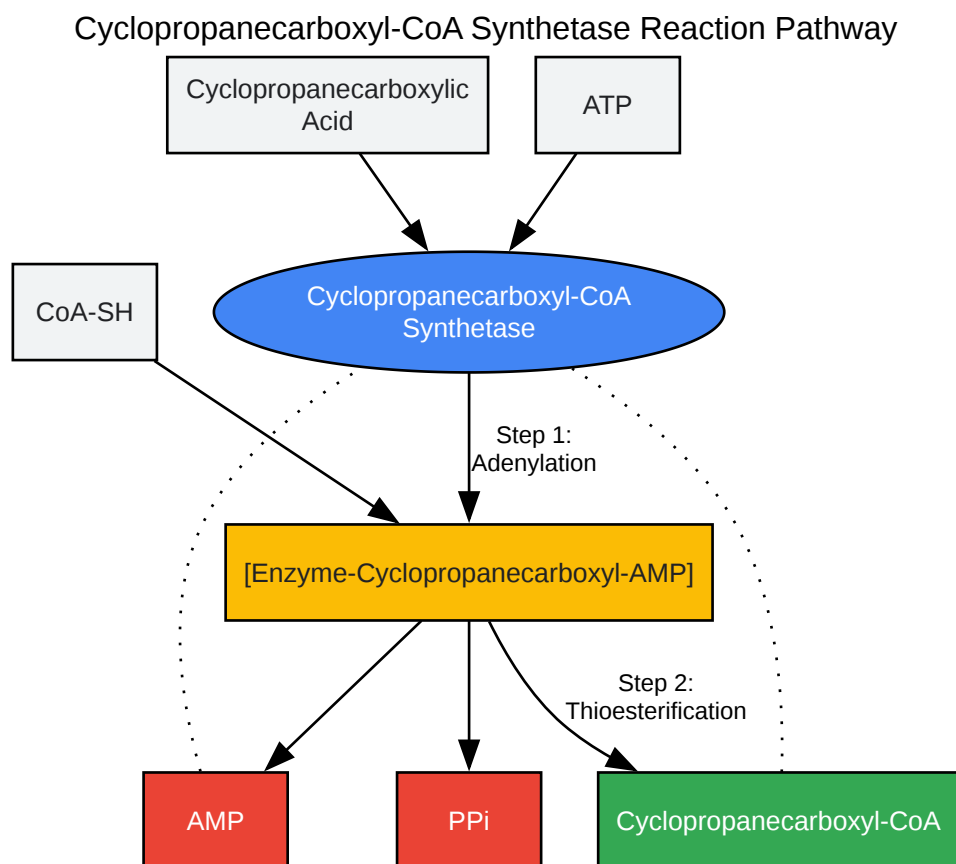 Cyclopropanecarboxyl-CoA Synthetase Reaction Pathway
Cyclopropanecarboxylic
Acid
ATP
CoA-SH
Cyclopropanecarboxyl-CoA
Synthetase
Step 1:
Adenylation
[Enzyme-Cyclopropanecarboxyl-AMP]
Step 2:
Thioesterification
AMP
PPi
Cyclopropanecarboxyl-CoA